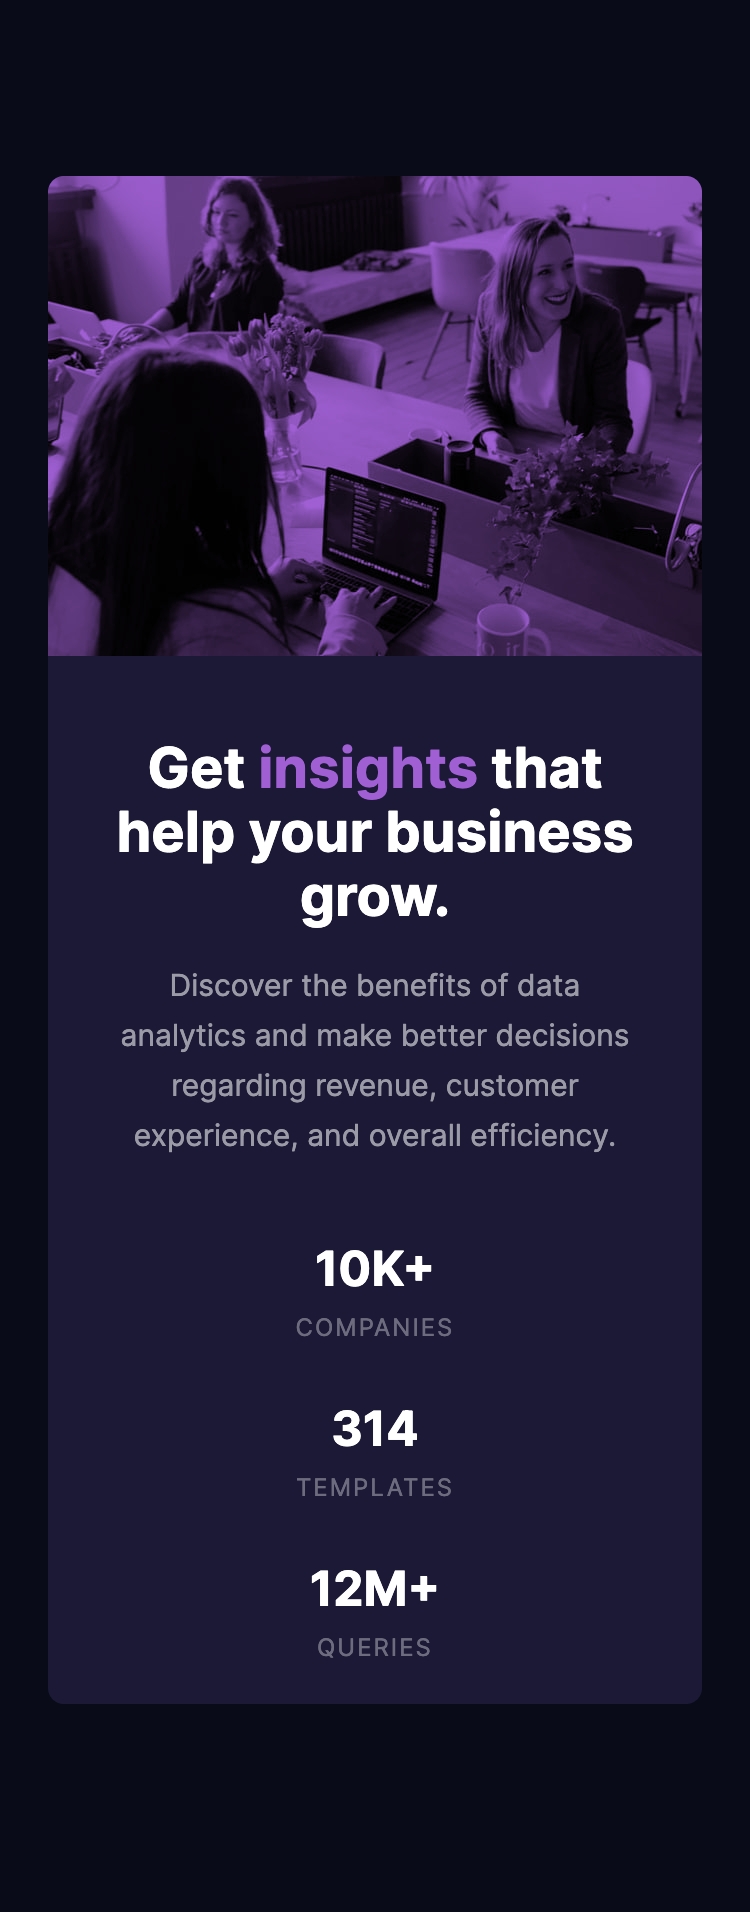 Get insights that
help your business
grow.
Discover the benefits of data
analytics and make better decisions
regarding revenue, customer
experience, and overall efficiency.
10K+
COMPANIES
314
TEMPLATES
12M+
QUERIES